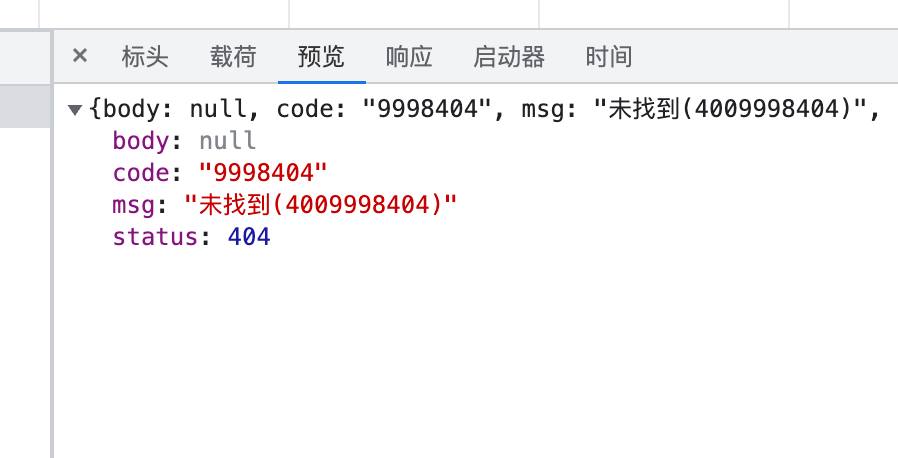 × 标头 载荷 预览 响应 启动器 时间
▼{body: null, code: "9998404", msg: "未找到(4009998404)",
body: null
code: "9998404"
msg: "未找到(4009998404)"
status: 404